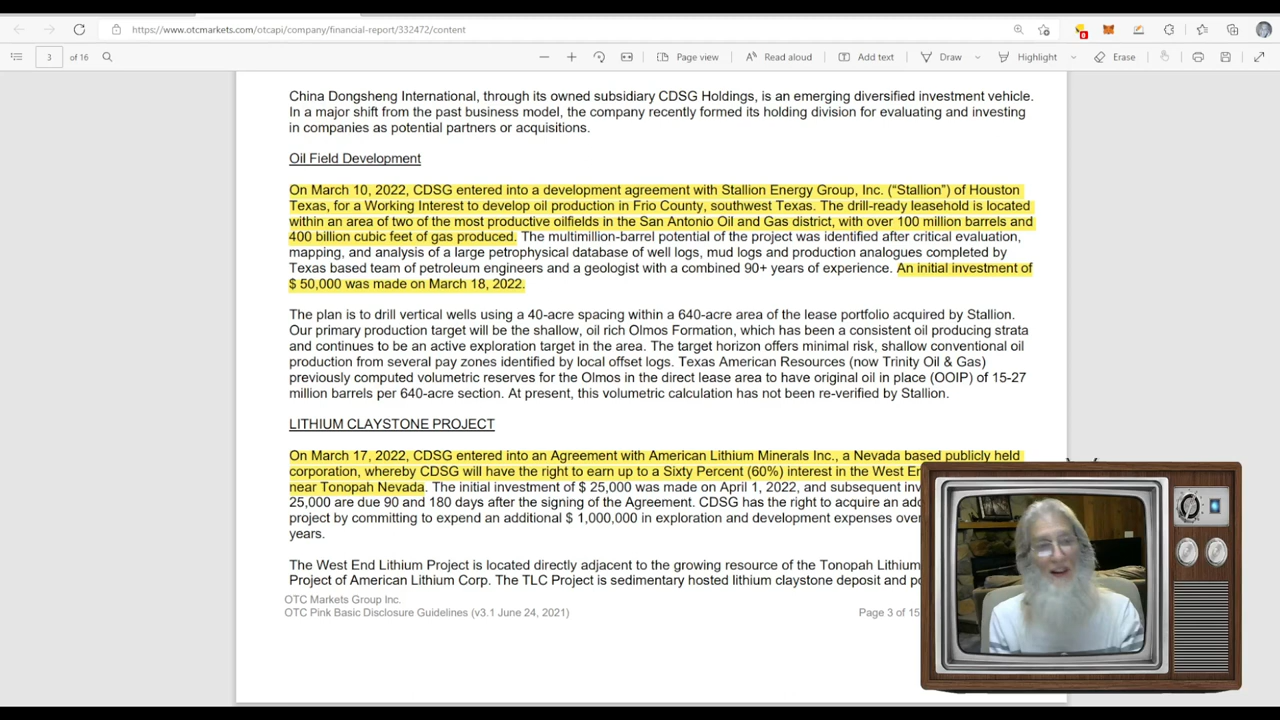 https://www.otcmarkets.com/otcapi/company/financial-report/332472/content
3 of 16 Page view Read aloud Add text Draw Highlight Erase
China Dongsheng International, through its owned subsidiary CDSG Holdings, is an emerging diversified investment vehicle.
In a major shift from the past business model, the company recently formed its holding division for evaluating and investing
in companies as potential partners or acquisitions.
Oil Field Development
On March 10, 2022, CDSG entered into a development agreement with Stallion Energy Group, Inc. (“Stallion”) of Houston
Texas, for a Working Interest to develop oil production in Frio County, southwest Texas. The drill-ready leasehold is located
within an area of two of the most productive oilfields in the San Antonio Oil and Gas district, with over 100 million barrels and
400 billion cubic feet of gas produced. The multimillion-barrel potential of the project was identified after critical evaluation,
mapping, and analysis of a large petrophysical database of well logs, mud logs and production analogues completed by
Texas based team of petroleum engineers and a geologist with a combined 90+ years of experience. An initial investment of
$ 50,000 was made on March 18, 2022.
The plan is to drill vertical wells using a 40-acre spacing within a 640-acre area of the lease portfolio acquired by Stallion.
Our primary production target will be the shallow, oil rich Olmos Formation, which has been a consistent oil producing strata
and continues to be an active exploration target in the area. The target horizon offers minimal risk, shallow conventional oil
production from several pay zones identified by local offset logs. Texas American Resources (now Trinity Oil & Gas)
previously computed volumetric reserves for the Olmos in the direct lease area to have original oil in place (OOIP) of 15-27
million barrels per 640-acre section. At present, this volumetric calculation has not been re-verified by Stallion.
LITHIUM CLAYSTONE PROJECT
On March 17, 2022, CDSG entered into an Agreement with American Lithium Minerals Inc., a Nevada based publicly held
corporation, whereby CDSG will have the right to earn up to a Sixty Percent (60%) interest in the West
near Tonopah Nevada. The initial investment of $ 25,000 was made on April 1, 2022, and subsequent
25,000 are due 90 and 180 days after the signing of the Agreement. CDSG has the right to acquire an
project by committing to expend an additional $ 1,000,000 in exploration and development expenses over
years.
The West End Lithium Project is located directly adjacent to the growing resource of the Tonopah Lithium
Project of American Lithium Corp. The TLC Project is sedimentary hosted lithium claystone deposit and
OTC Markets Group Inc.
OTC Pink Basic Disclosure Guidelines (v3.1 June 24, 2021) Page 3 of 15